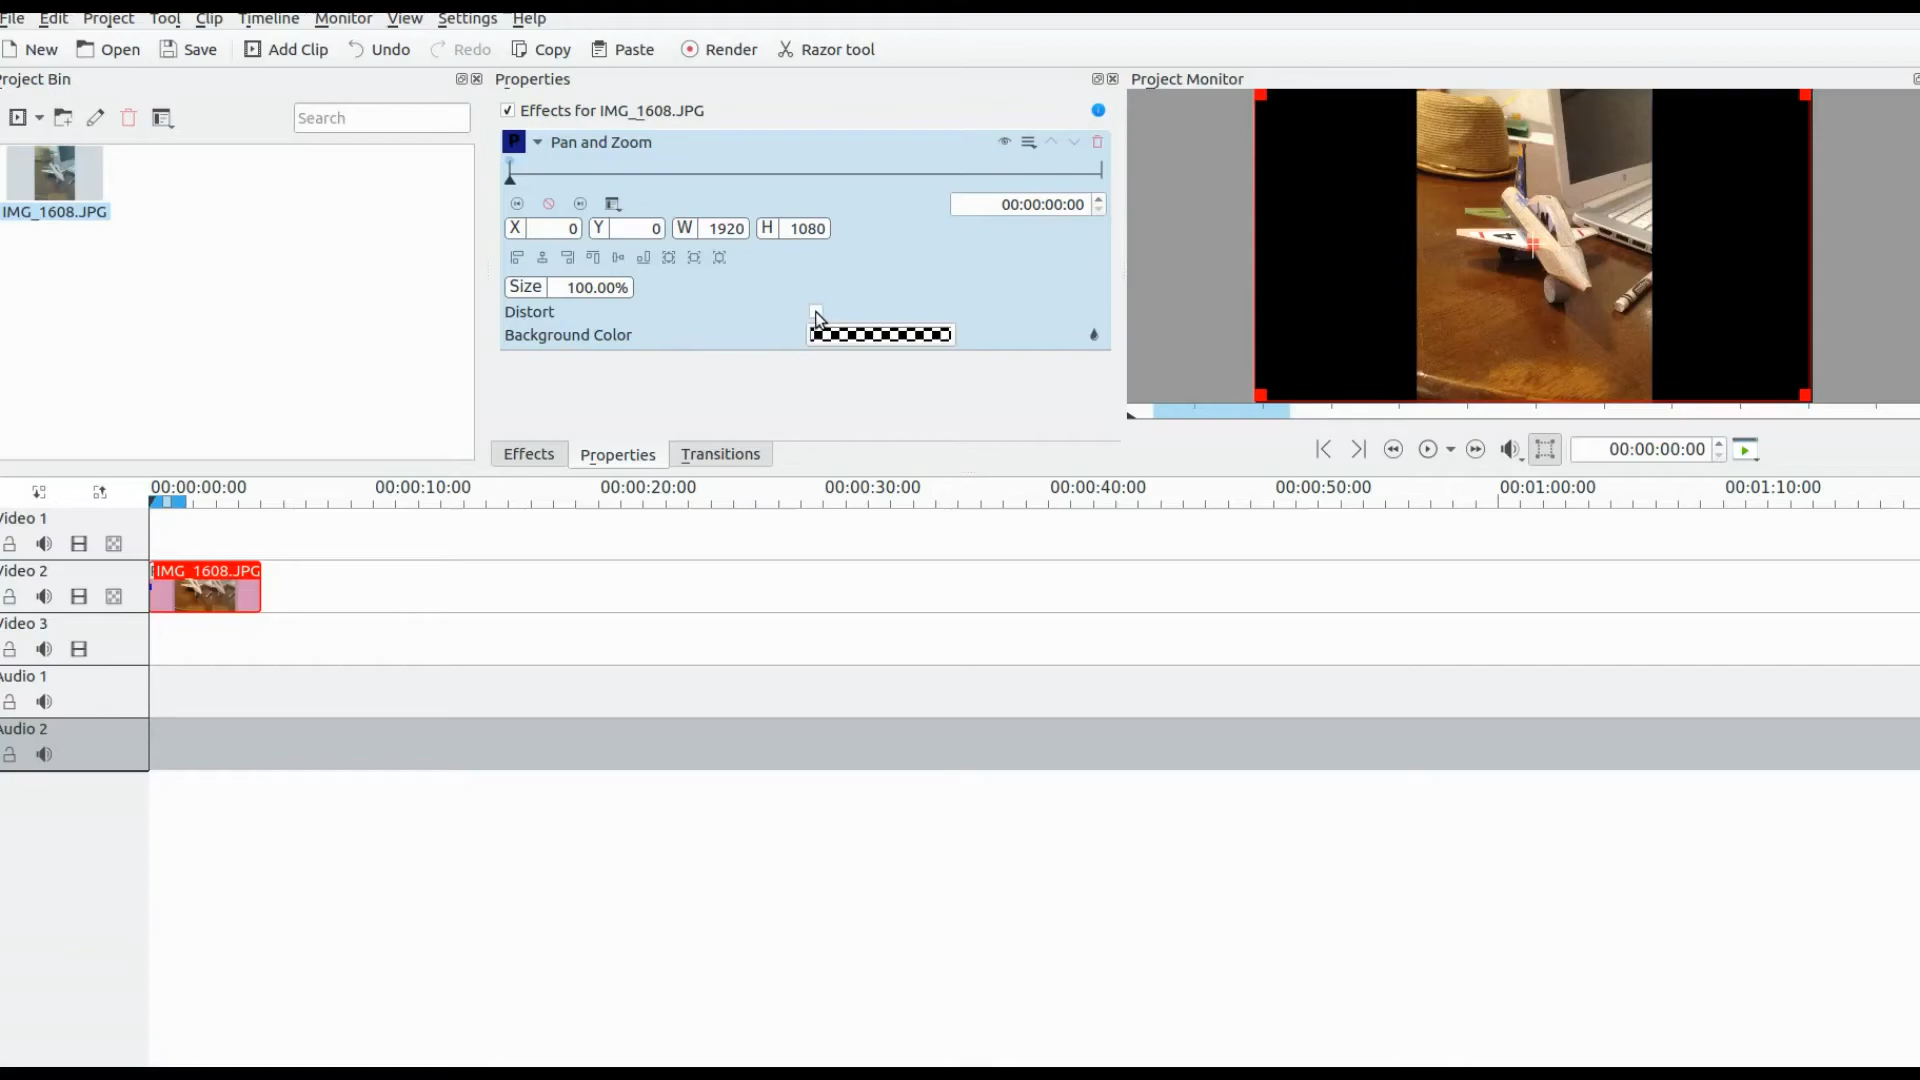 File Edit Project Tool Clip Timeline Monitor View Settings Help
New Open Save Add Clip Undo Redo Copy Paste Render Razor tool
Project Bin
Search
IMG_1608.JPG
Properties
Effects for IMG_1608.JPG
P Pan and Zoom
00:00:00:00
X 0 Y 0 W 1920 H 1080
Size 100.00%
Distort
Background Color
Effects Properties Transitions
Project Monitor
4
00:00:00:00
00:00:00:00 00:00:10:00 00:00:20:00 00:00:30:00 00:00:40:00 00:00:50:00 00:01:00:00 00:01:10:00
Video 1
Video 2
IMG_1608.JPG
Video 3
Audio 1
Audio 2